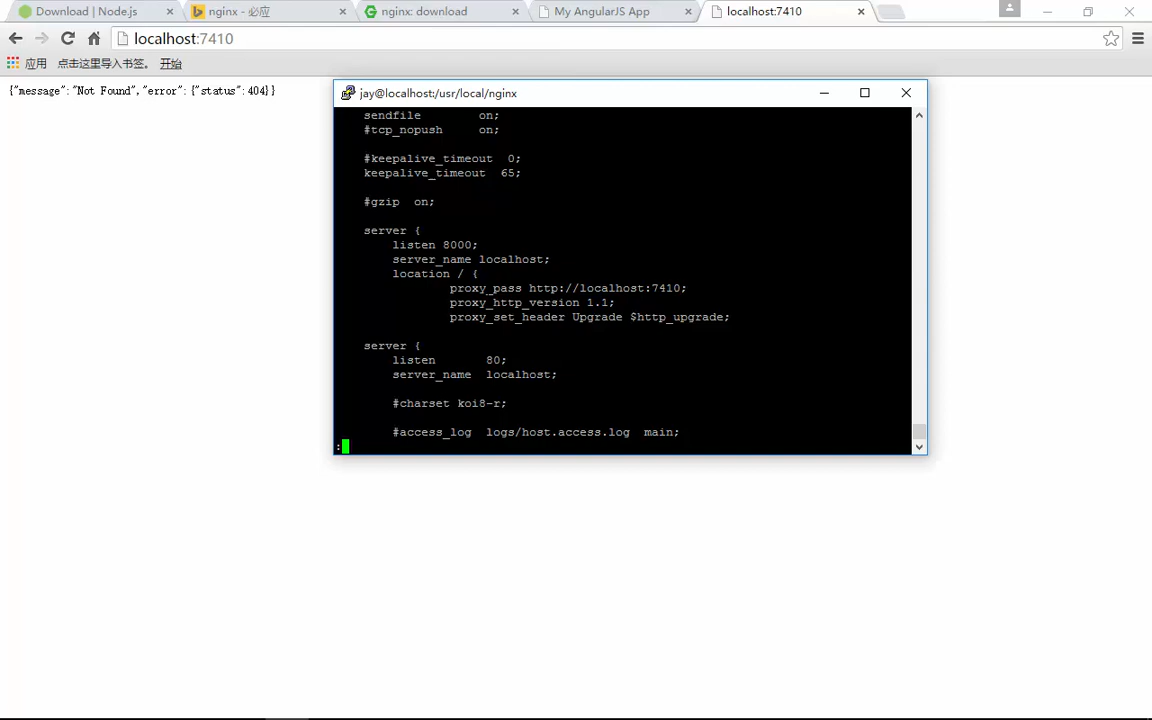 Download | Node.js
nginx - 必应
nginx: download
My AngularJS App
localhost:7410
localhost:7410
应用 点击这里导入书签。 开始
{"message":"Not Found","error":{"status":404}}
jay@localhost:/usr/local/nginx
sendfile        on;
#tcp_nopush     on;
#keepalive_timeout  0;
keepalive_timeout  65;
#gzip  on;
server {
listen 8000;
server_name localhost;
location / {
proxy_pass http://localhost:7410;
proxy_http_version 1.1;
proxy_set_header Upgrade $http_upgrade;
server {
listen       80;
server_name  localhost;
#charset koi8-r;
#access_log  logs/host.access.log  main;
: